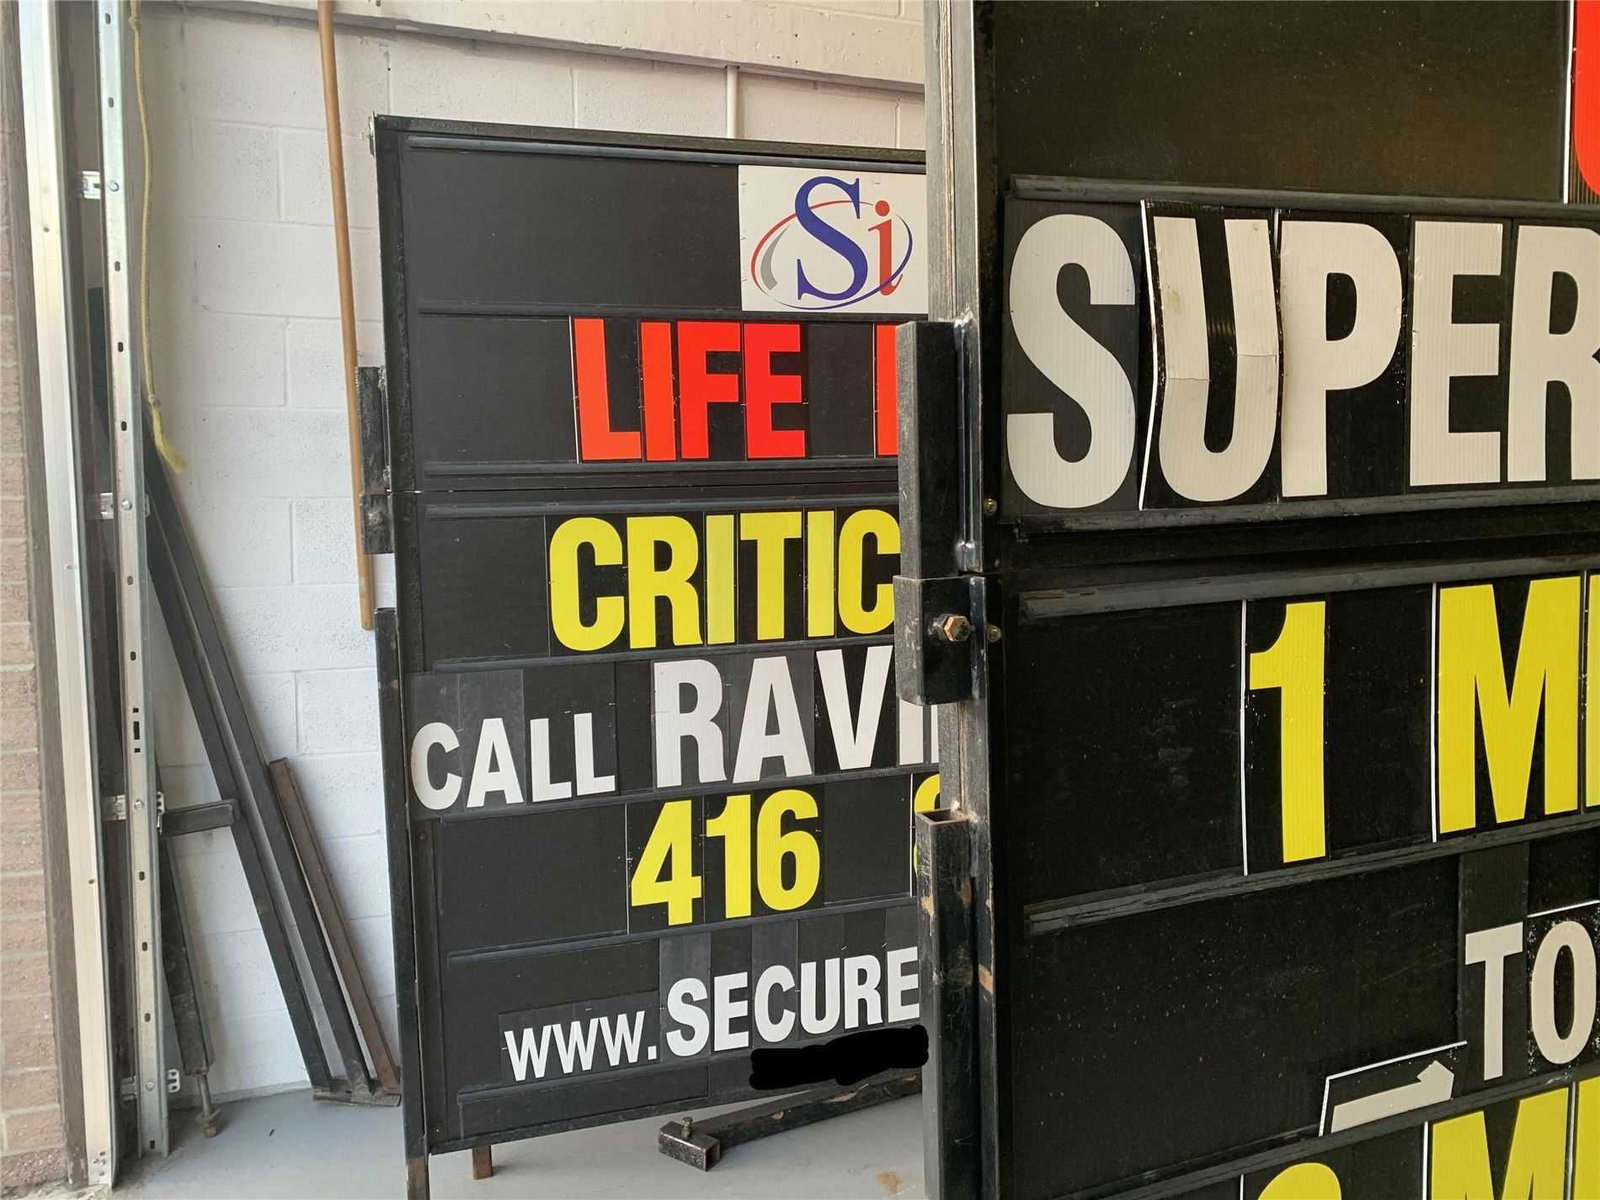 Si
LIFE
CRITIC
CALL RAVI
416
WWW.SECURE
SUPER
1 M
TO
M